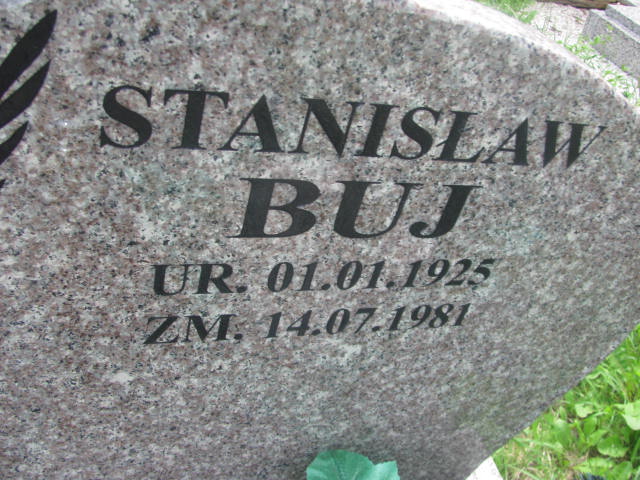 STANISŁAW
BUJ
UR. 01.01.1925
ZM. 14.07.1981